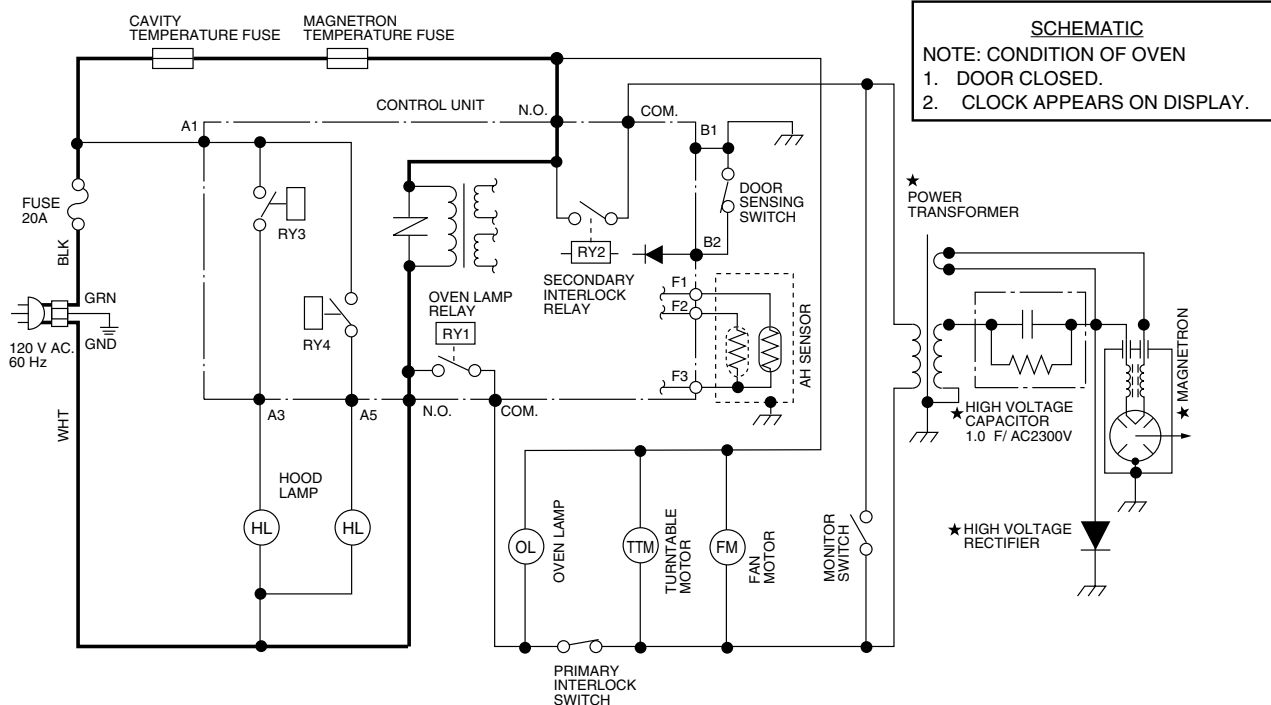 CAVITY
TEMPERATURE FUSE
MAGNETRON
TEMPERATURE FUSE
SCHEMATIC
NOTE: CONDITION OF OVEN
1. DOOR CLOSED.
2. CLOCK APPEARS ON DISPLAY.
CONTROL UNIT
N.O.
COM.
A1
B1
FUSE
20A
RY3
DOOR
SENSING
SWITCH
★
POWER
TRANSFORMER
BLK
RY2
B2
SECONDARY
INTERLOCK
RELAY
F1
F2
GRN
GND
120 V AC.
60 Hz
RY4
OVEN LAMP
RELAY
RY1
AH SENSOR
F3
★ MAGNETRON
WHT
A3
A5
N.O.
COM.
★ HIGH VOLTAGE
CAPACITOR
1.0 F/ AC2300V
HOOD
LAMP
HL
HL
OL
OVEN LAMP
TTM
TURNTABLE
MOTOR
FM
FAN
MOTOR
MONITOR
SWITCH
★ HIGH VOLTAGE
RECTIFIER
PRIMARY
INTERLOCK
SWITCH